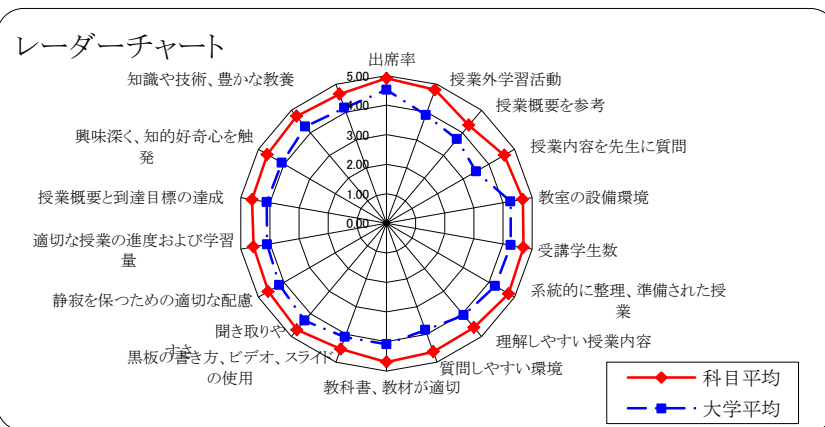 レーダーチャート
出席率
授業外学習活動
授業概要を参考
授業内容を先生に質問
教室の設備環境
受講学生数
系統的に整理、準備された授
業
理解しやすい授業内容
質問しやすい環境
教科書、教材が適切
黒板の書き方、ビデオ、スライド
の使用
聞き取りや
すさ
静寂を保つための適切な配慮
適切な授業の進度および学習
量
授業概要と到達目標の達成
興味深く、知的好奇心を触
発
知識や技術、豊かな教養
5.00
4.00
3.00
2.00
1.00
0.00
科目平均
大学平均